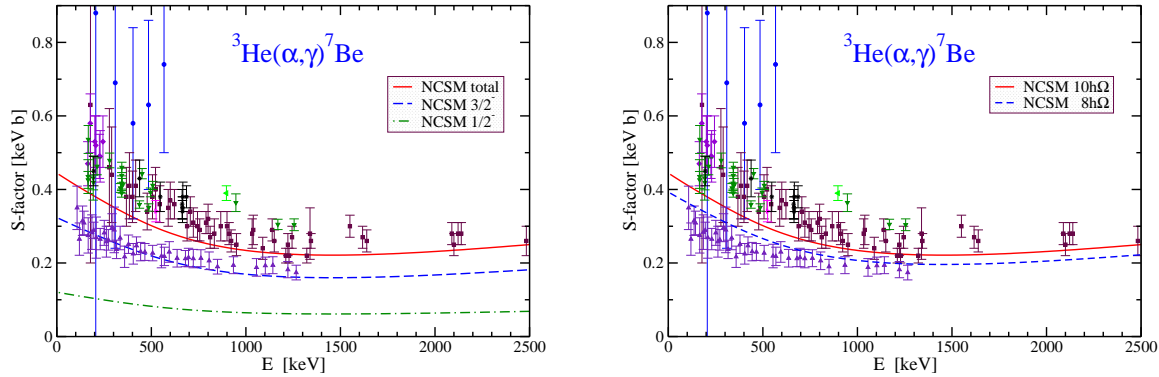 ³He(α,γ)⁷Be
NCSM total
NCSM 3/2⁻
NCSM 1/2⁻
S-factor [keV b]
0.8
0.6
0.4
0.2
0
0
500
1000
1500
2000
2500
E [keV]
³He(α,γ)⁷Be
NCSM 10hΩ
NCSM 8hΩ
S-factor [keV b]
0.8
0.6
0.4
0.2
0
0
500
1000
1500
2000
2500
E [keV]